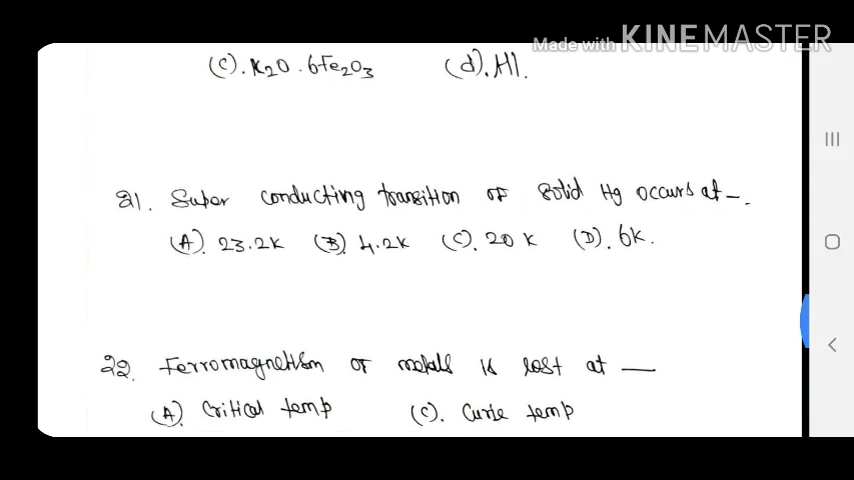 Made with KINEMASTER
(C). K2O . 6Fe2O3 (d). HI.
21. Super conducting transition of solid Hg occurs at -.
(A). 23.2K (B). 4.2K (C). 20 K (D). 6K.
22. Ferromagnetism of metals is lost at —
(A). Critical temp (C). Curie temp